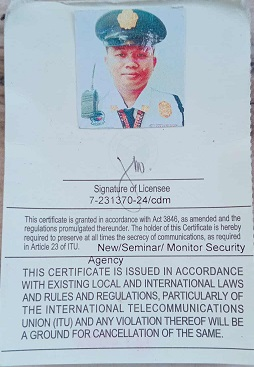 Signature of Licensee
7-231370-24/cdm
This certificate is granted in accordance with Act 3846, as amended and the
regulations promulgated thereunder. The holder of this Certificate is hereby
required to preserve at all times the secrecy of communications, as required
in Article 23 of ITU. New/Seminar/ Monitor Security
Agency
THIS CERTIFICATE IS ISSUED IN ACCORDANCE
WITH EXISTING LOCAL AND INTERNATIONAL LAWS
AND RULES AND REGULATIONS, PARTICULARLY OF
THE INTERNATIONAL TELECOMMUNICATIONS
UNION (ITU) AND ANY VIOLATION THEREOF WILL BE
A GROUND FOR CANCELLATION OF THE SAME.